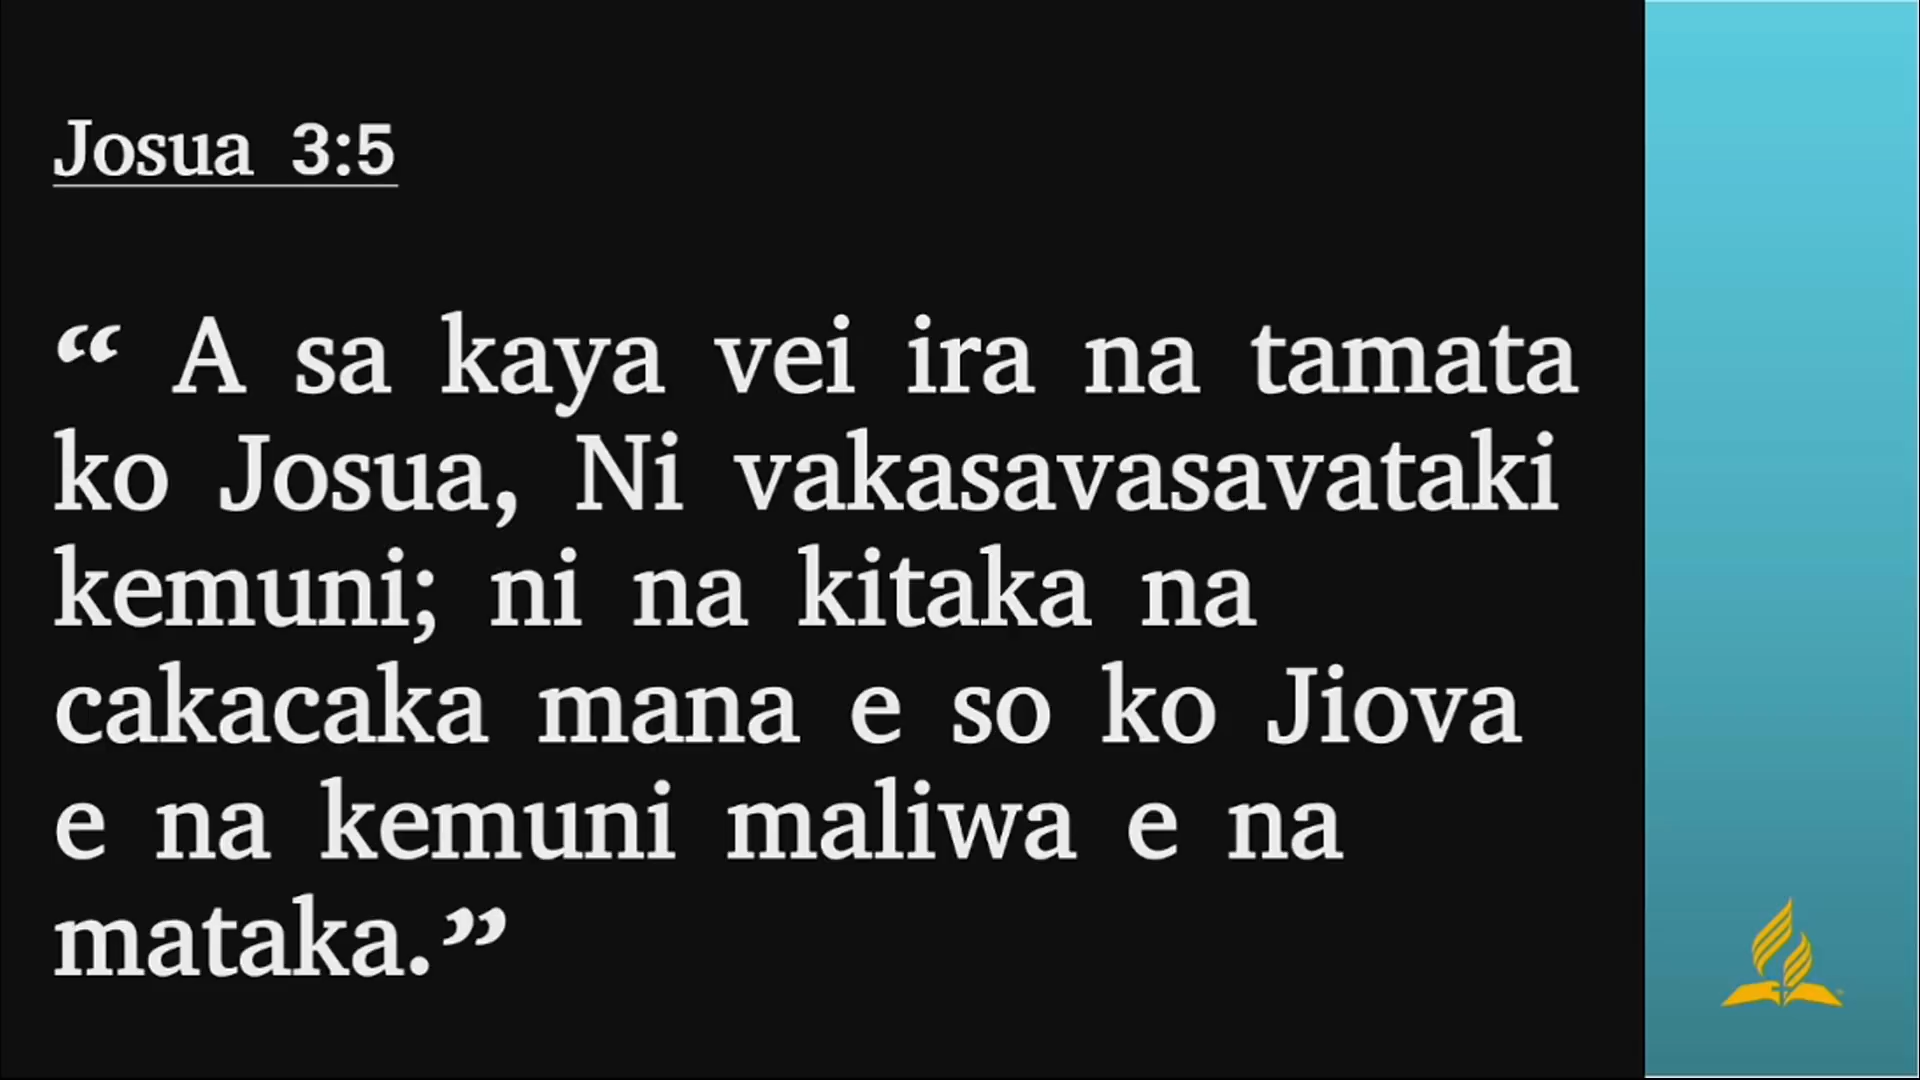 Josua 3:5
“ A sa kaya vei ira na tamata
ko Josua, Ni vakasavasavataki
kemuni; ni na kitaka na
cakacaka mana e so ko Jiova
e na kemuni maliwa e na
mataka.”